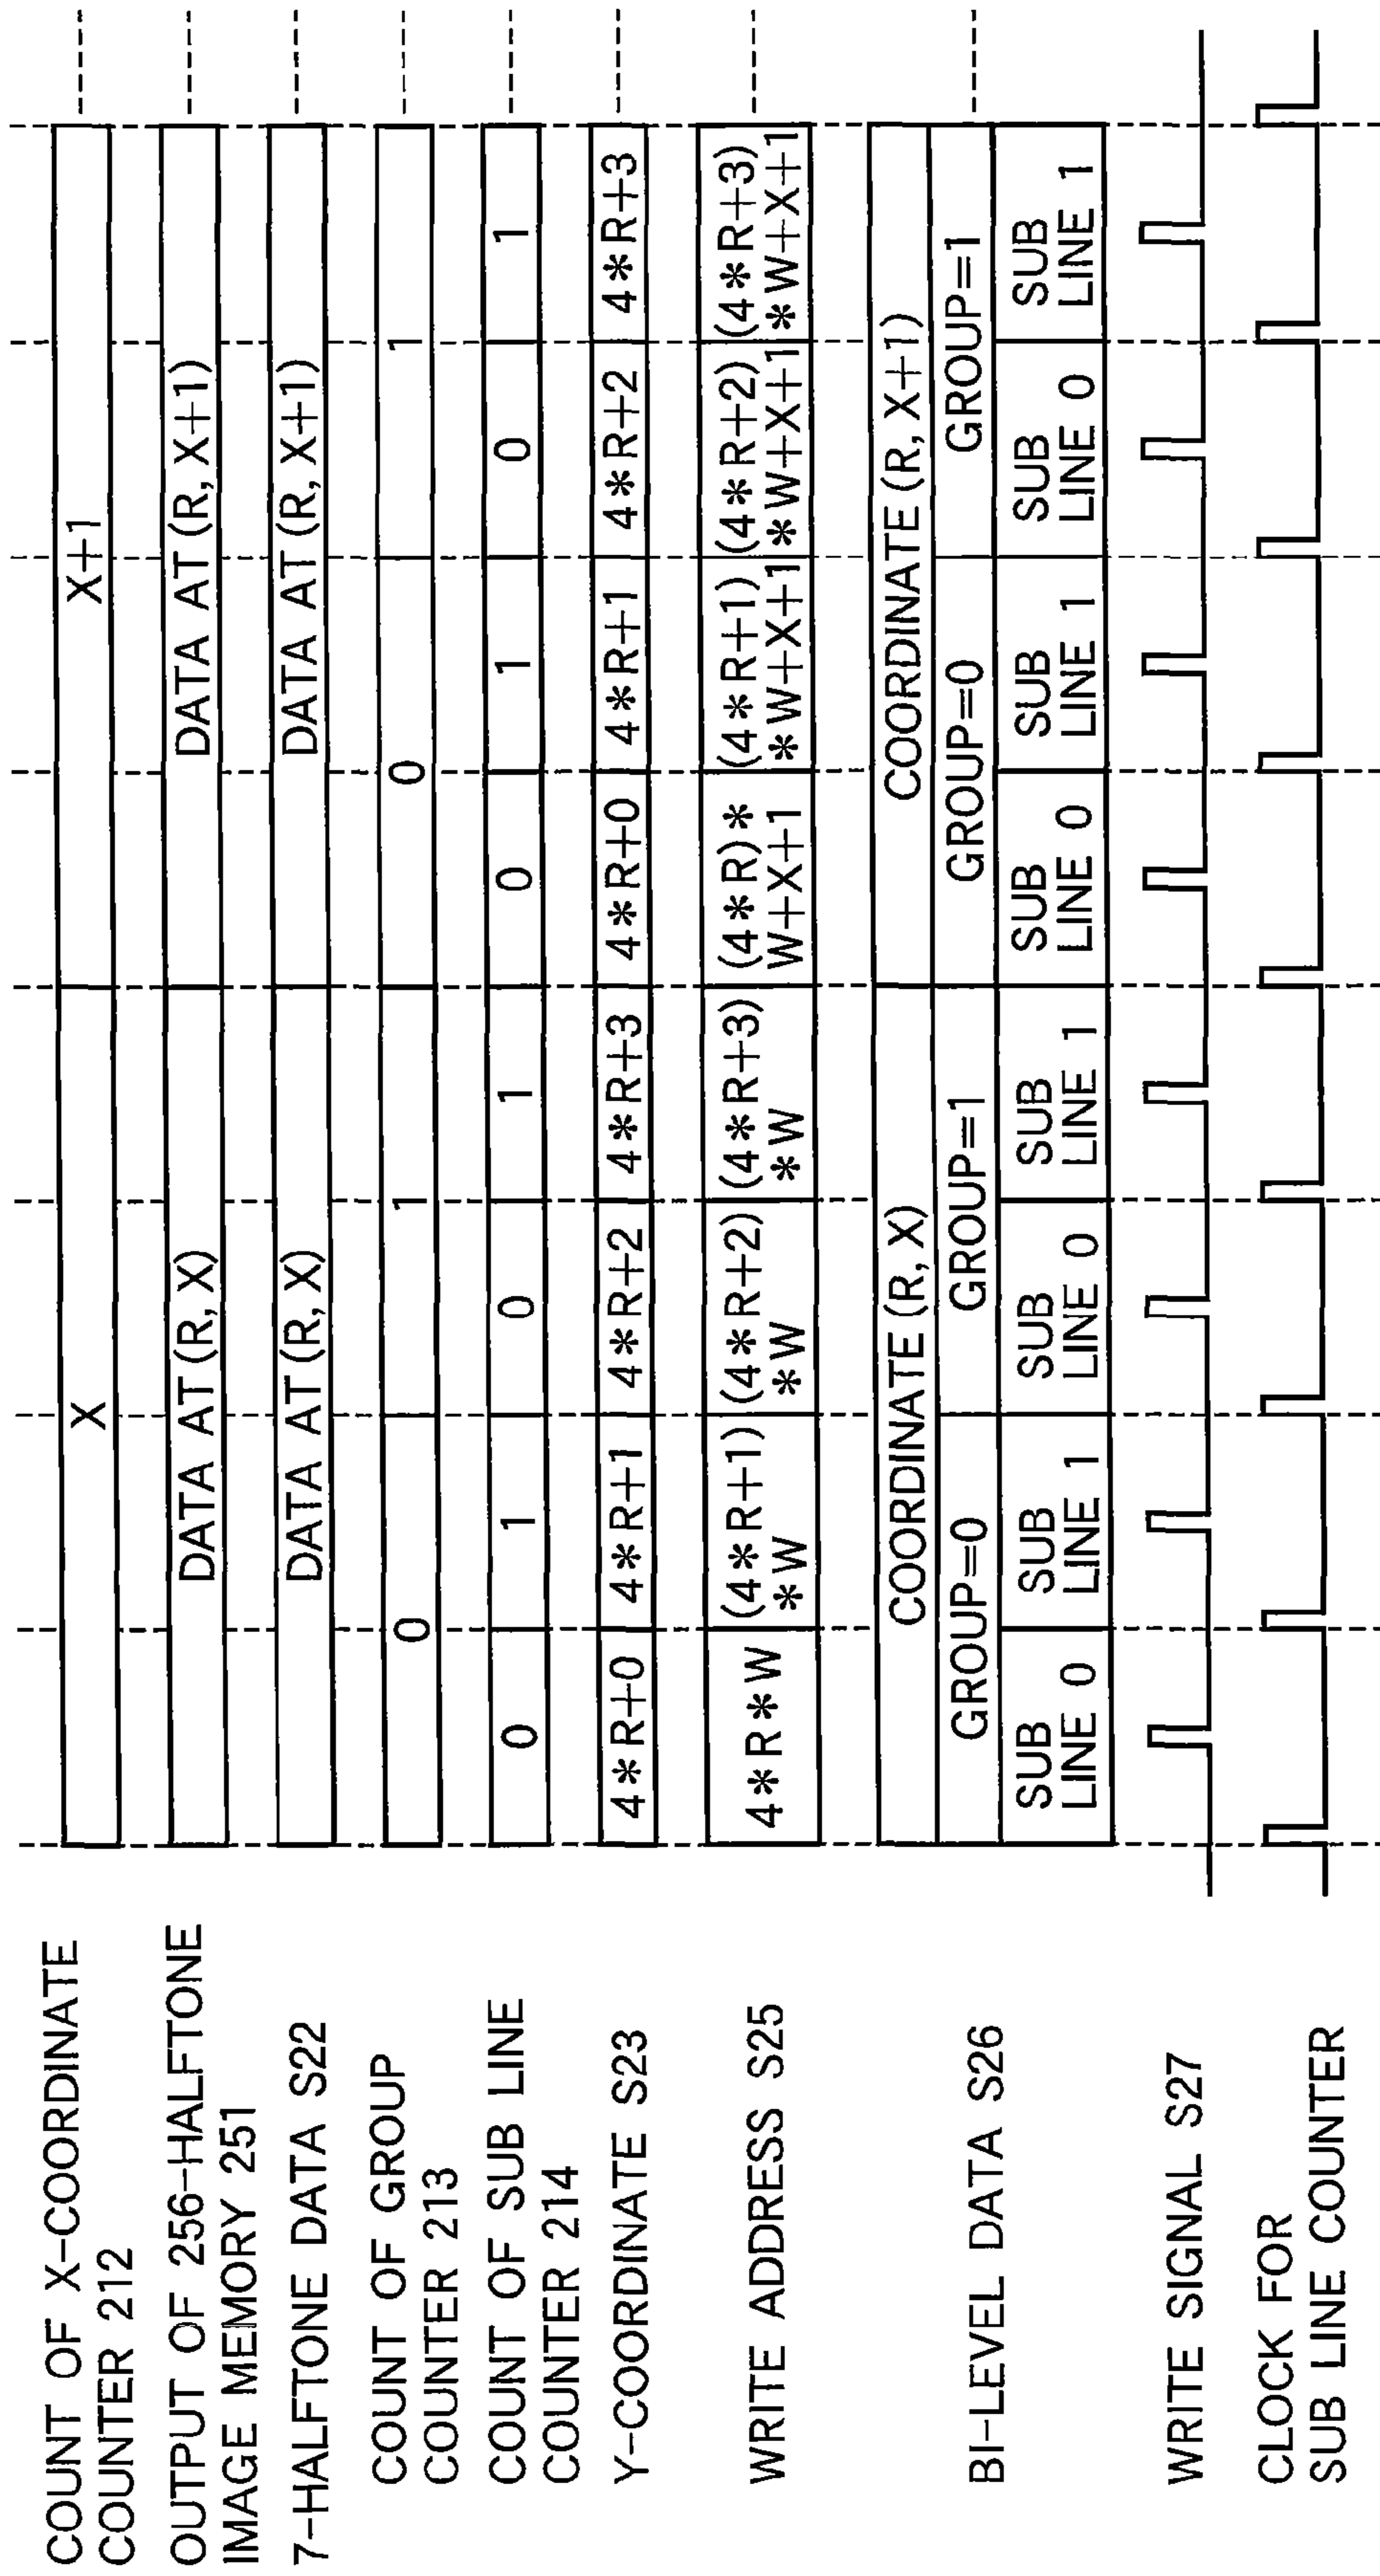 COUNT OF X-COORDINATE
COUNTER 212
X
X+1
OUTPUT OF 256-HALFTONE
IMAGE MEMORY 251
DATA AT (R, X)
DATA AT (R, X+1)
7-HALFTONE DATA S22
DATA AT (R, X)
DATA AT (R, X+1)
COUNT OF GROUP
COUNTER 213
0
1
0
1
COUNT OF SUB LINE
COUNTER 214
0
1
0
1
0
1
0
1
Y-COORDINATE S23
4*R+0
4*R+1
4*R+2
4*R+3
4*R+0
4*R+1
4*R+2
4*R+3
WRITE ADDRESS S25
4*R*W
(4*R+1)
*W
(4*R+2)
*W
(4*R+3)
*W
(4*R)*
W+X+1
(4*R+1)
*W+X+1
(4*R+2)
*W+X+1
(4*R+3)
*W+X+1
BI-LEVEL DATA S26
COORDINATE (R, X)
COORDINATE (R, X+1)
GROUP=0
GROUP=1
GROUP=0
GROUP=1
SUB
LINE 0
SUB
LINE 1
SUB
LINE 0
SUB
LINE 1
SUB
LINE 0
SUB
LINE 1
SUB
LINE 0
SUB
LINE 1
WRITE SIGNAL S27
CLOCK FOR
SUB LINE COUNTER